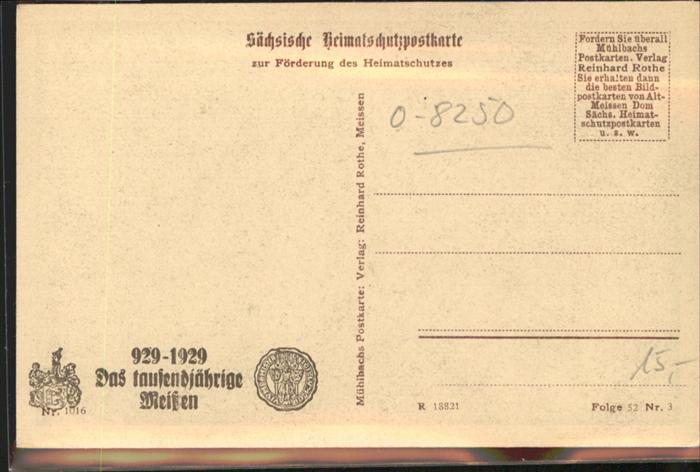 Sächsische Heimatschutzpostkarte
zur Förderung des Heimatschutzes
Fordern Sie überall
Mühlbachs
Postkarten. Verlag
Reinhard Rothe
Sie erhalten dann
die besten Bild-
postkarten von Alt-
Meissen Dom
Sächs. Heimat-
schutzpostkarten
u. s. w.
0-8250
Mühlbachs Postkarte: Verlag: Reinhard Rothe, Meissen
929-1929
Das tausendjährige
Meißen
Nr. 1016
15,-
R 18821
Folge 52 Nr. 3